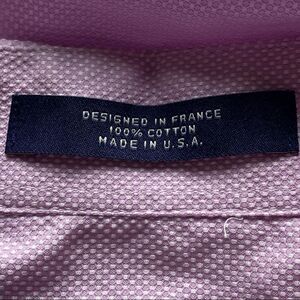 DESIGNED IN FRANCE
100% COTTON
MADE IN U.S.A.